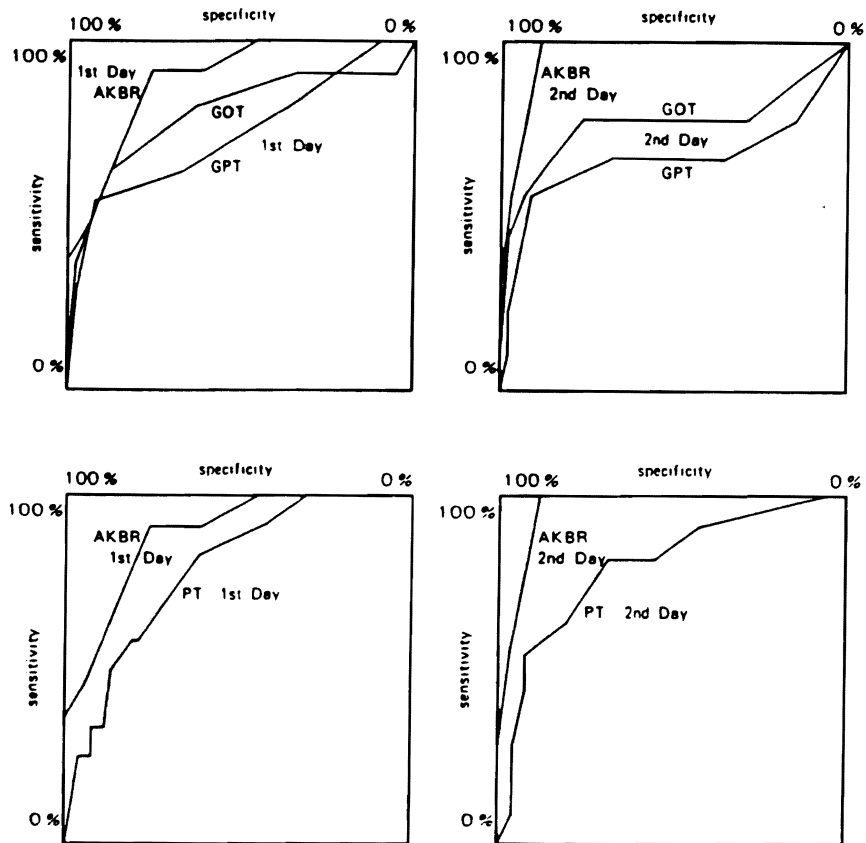 specificity
100 % 0 %
100 %
1st Day
AKBR
GOT
1st Day
GPT
sensitivity
0 %
specificity
100 % 0 %
100 %
AKBR
2nd Day
GOT
2nd Day
GPT
sensitivity
0 %
specificity
100 % 0 %
100 %
AKBR
1st Day
PT 1st Day
sensitivity
0 %
specificity
100 % 0 %
100 %
AKBR
2nd Day
PT 2nd Day
sensitivity
0 %